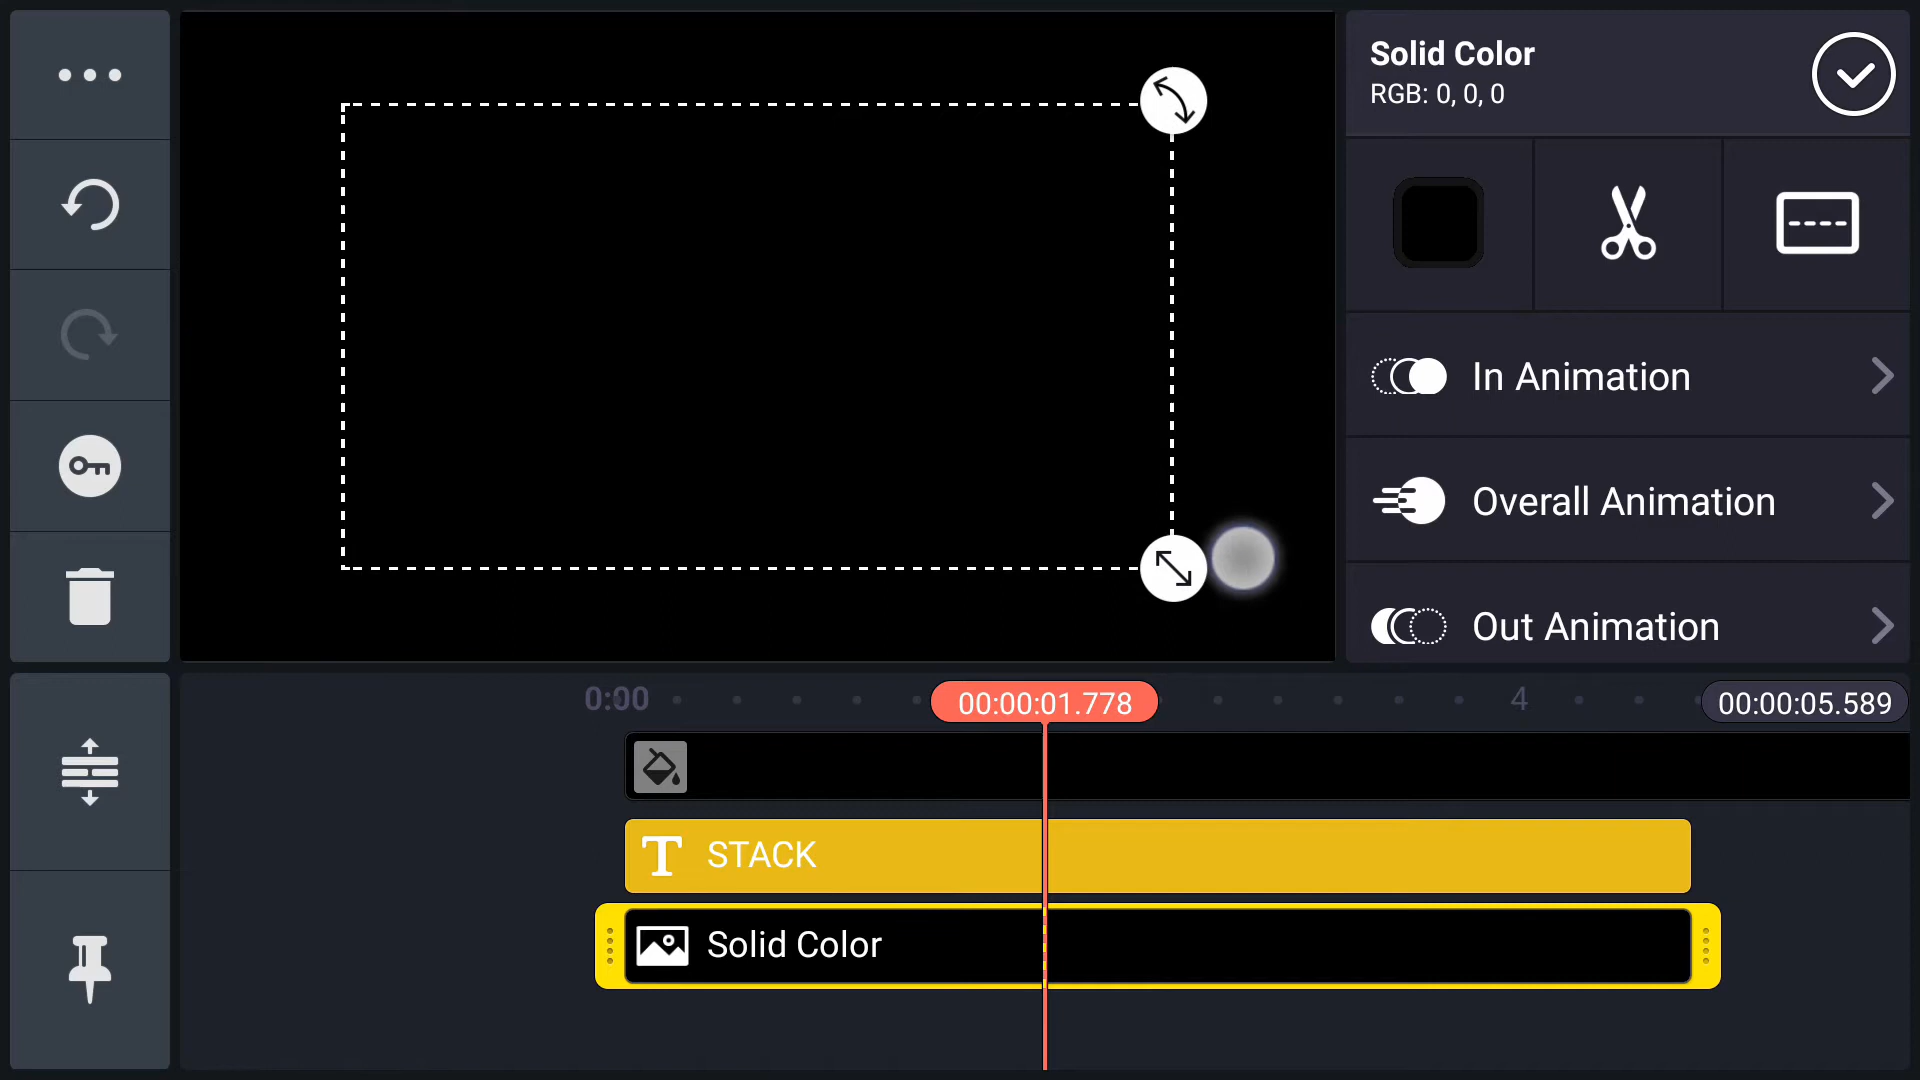 Solid Color
RGB: 0, 0, 0
In Animation
Overall Animation
Out Animation
0:00
00:00:01.778
4
00:00:05.589
T STACK
Solid Color